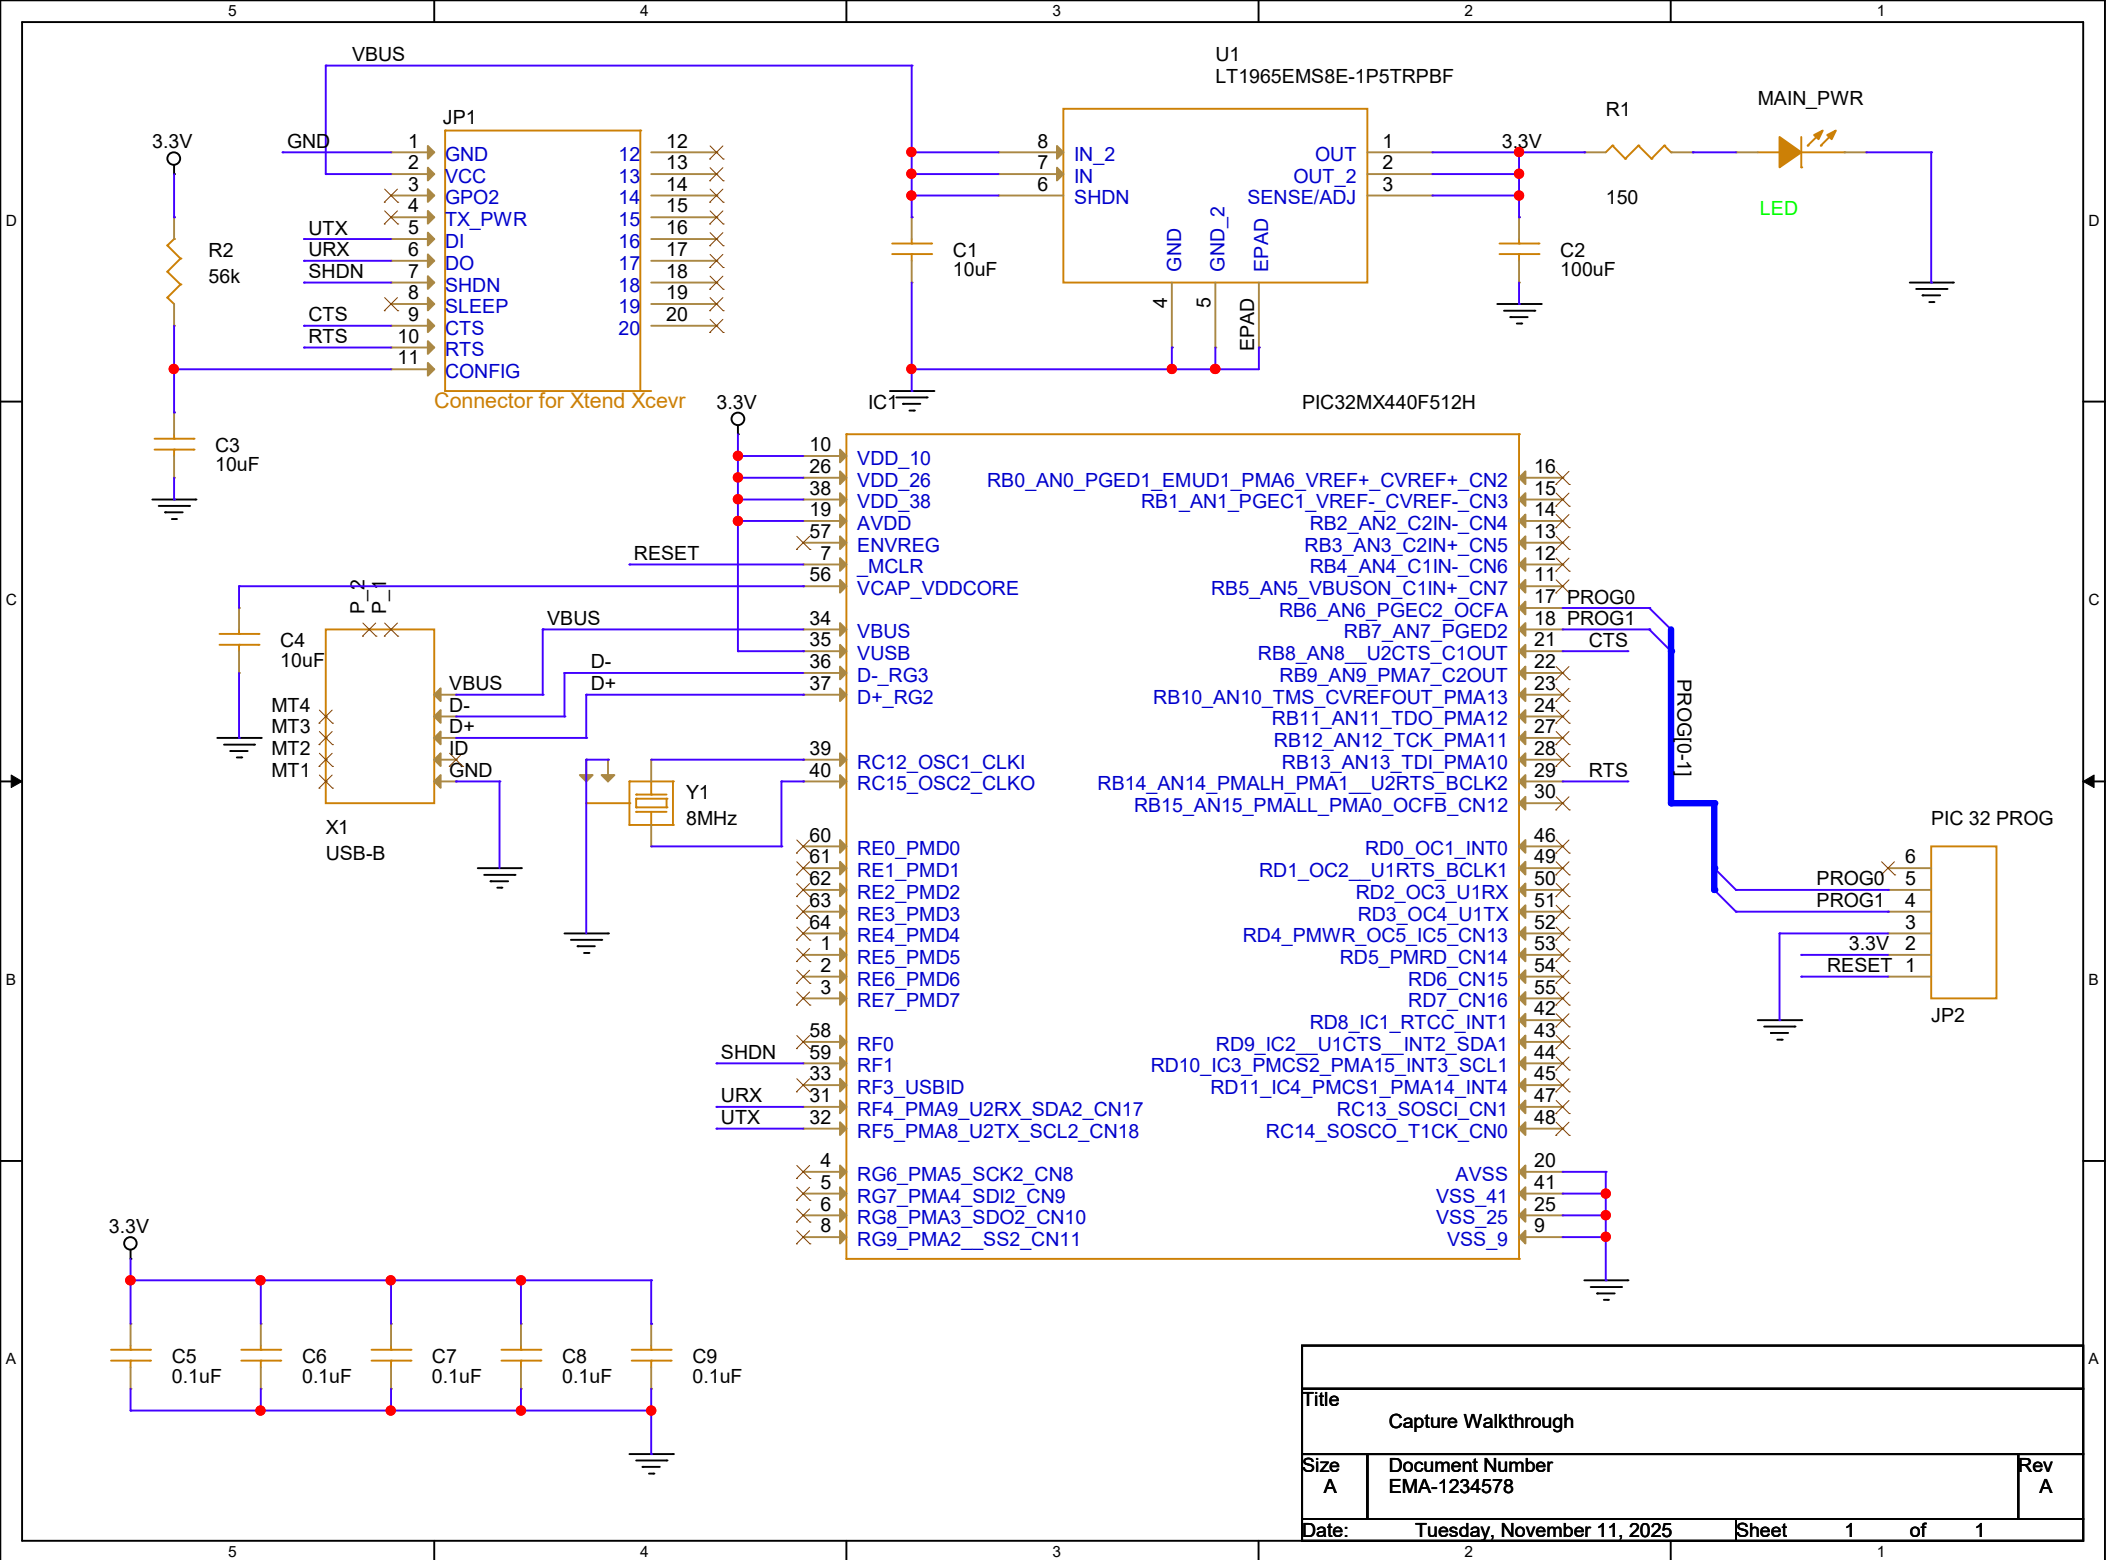 5 4 3 2 1
VBUS
U1
LT1965EMS8E-1P5TRPBF
MAIN_PWR
R1
150
LED
3.3V
R2
56k
C3
10uF
JP1
GND 1 GND
2 VCC
3 GPO2
4 TX_PWR
UTX 5 DI
URX 6 DO
SHDN 7 SHDN
8 SLEEP
CTS 9 CTS
RTS 10 RTS
11 CONFIG
12 12
13 13
14 14
15 15
16 16
17 17
18 18
19 19
20 20
Connector for Xtend Xcevr
C1
10uF
8 IN_2
7 IN
6 SHDN
OUT 1
OUT_2 2
SENSE/ADJ 3
GND 4
GND_2 5
EPAD EPAD
3.3V
C2
100uF
D D
3.3V
IC1
PIC32MX440F512H
10 VDD_10
26 VDD_26
38 VDD_38
19 AVDD
57 ENVREG
RESET 7 _MCLR
56 VCAP_VDDCORE
VBUS 34 VBUS
35 VUSB
D- 36 D-_RG3
D+ 37 D+_RG2
39 RC12_OSC1_CLKI
40 RC15_OSC2_CLKO
60 RE0_PMD0
61 RE1_PMD1
62 RE2_PMD2
63 RE3_PMD3
64 RE4_PMD4
1 RE5_PMD5
2 RE6_PMD6
3 RE7_PMD7
58 RF0
SHDN 59 RF1
33 RF3_USBID
URX 31 RF4_PMA9_U2RX_SDA2_CN17
UTX 32 RF5_PMA8_U2TX_SCL2_CN18
4 RG6_PMA5_SCK2_CN8
5 RG7_PMA4_SDI2_CN9
6 RG8_PMA3_SDO2_CN10
8 RG9_PMA2__SS2_CN11
RB0_AN0_PGED1_EMUD1_PMA6_VREF+_CVREF+_CN2 16
RB1_AN1_PGEC1_VREF-_CVREF-_CN3 15
RB2_AN2_C2IN-_CN4 14
RB3_AN3_C2IN+_CN5 13
RB4_AN4_C1IN-_CN6 12
RB5_AN5_VBUSON_C1IN+_CN7 11
RB6_AN6_PGEC2_OCFA 17 PROG0
RB7_AN7_PGED2 18 PROG1
RB8_AN8__U2CTS_C1OUT 21 CTS
RB9_AN9_PMA7_C2OUT 22
RB10_AN10_TMS_CVREFOUT_PMA13 23
RB11_AN11_TDO_PMA12 24
RB12_AN12_TCK_PMA11 27
RB13_AN13_TDI_PMA10 28
RB14_AN14_PMALH_PMA1__U2RTS_BCLK2 29 RTS
RB15_AN15_PMALL_PMA0_OCFB_CN12 30
RD0_OC1_INT0 46
RD1_OC2__U1RTS_BCLK1 49
RD2_OC3_U1RX 50
RD3_OC4_U1TX 51
RD4_PMWR_OC5_IC5_CN13 52
RD5_PMRD_CN14 53
RD6_CN15 54
RD7_CN16 55
RD8_IC1_RTCC_INT1 42
RD9_IC2__U1CTS__INT2_SDA1 43
RD10_IC3_PMCS2_PMA15_INT3_SCL1 44
RD11_IC4_PMCS1_PMA14_INT4 45
RC13_SOSCI_CN1 47
RC14_SOSCO_T1CK_CN0 48
AVSS 20
VSS_41 41
VSS_25 25
VSS_9 9
PROG[0-1]
C C
C4
10uF
P_2
P_1
VBUS
D-
D+
ID
GND
MT4
MT3
MT2
MT1
X1
USB-B
Y1
8MHz
PIC 32 PROG
6
PROG0 5
PROG1 4
3
3.3V 2
RESET 1
JP2
B B
3.3V
C5
0.1uF
C6
0.1uF
C7
0.1uF
C8
0.1uF
C9
0.1uF
A A
Title
Capture Walkthrough
Size Document Number Rev
A EMA-1234578 A
Date: Tuesday, November 11, 2025 Sheet 1 of 1
5 4 3 2 1